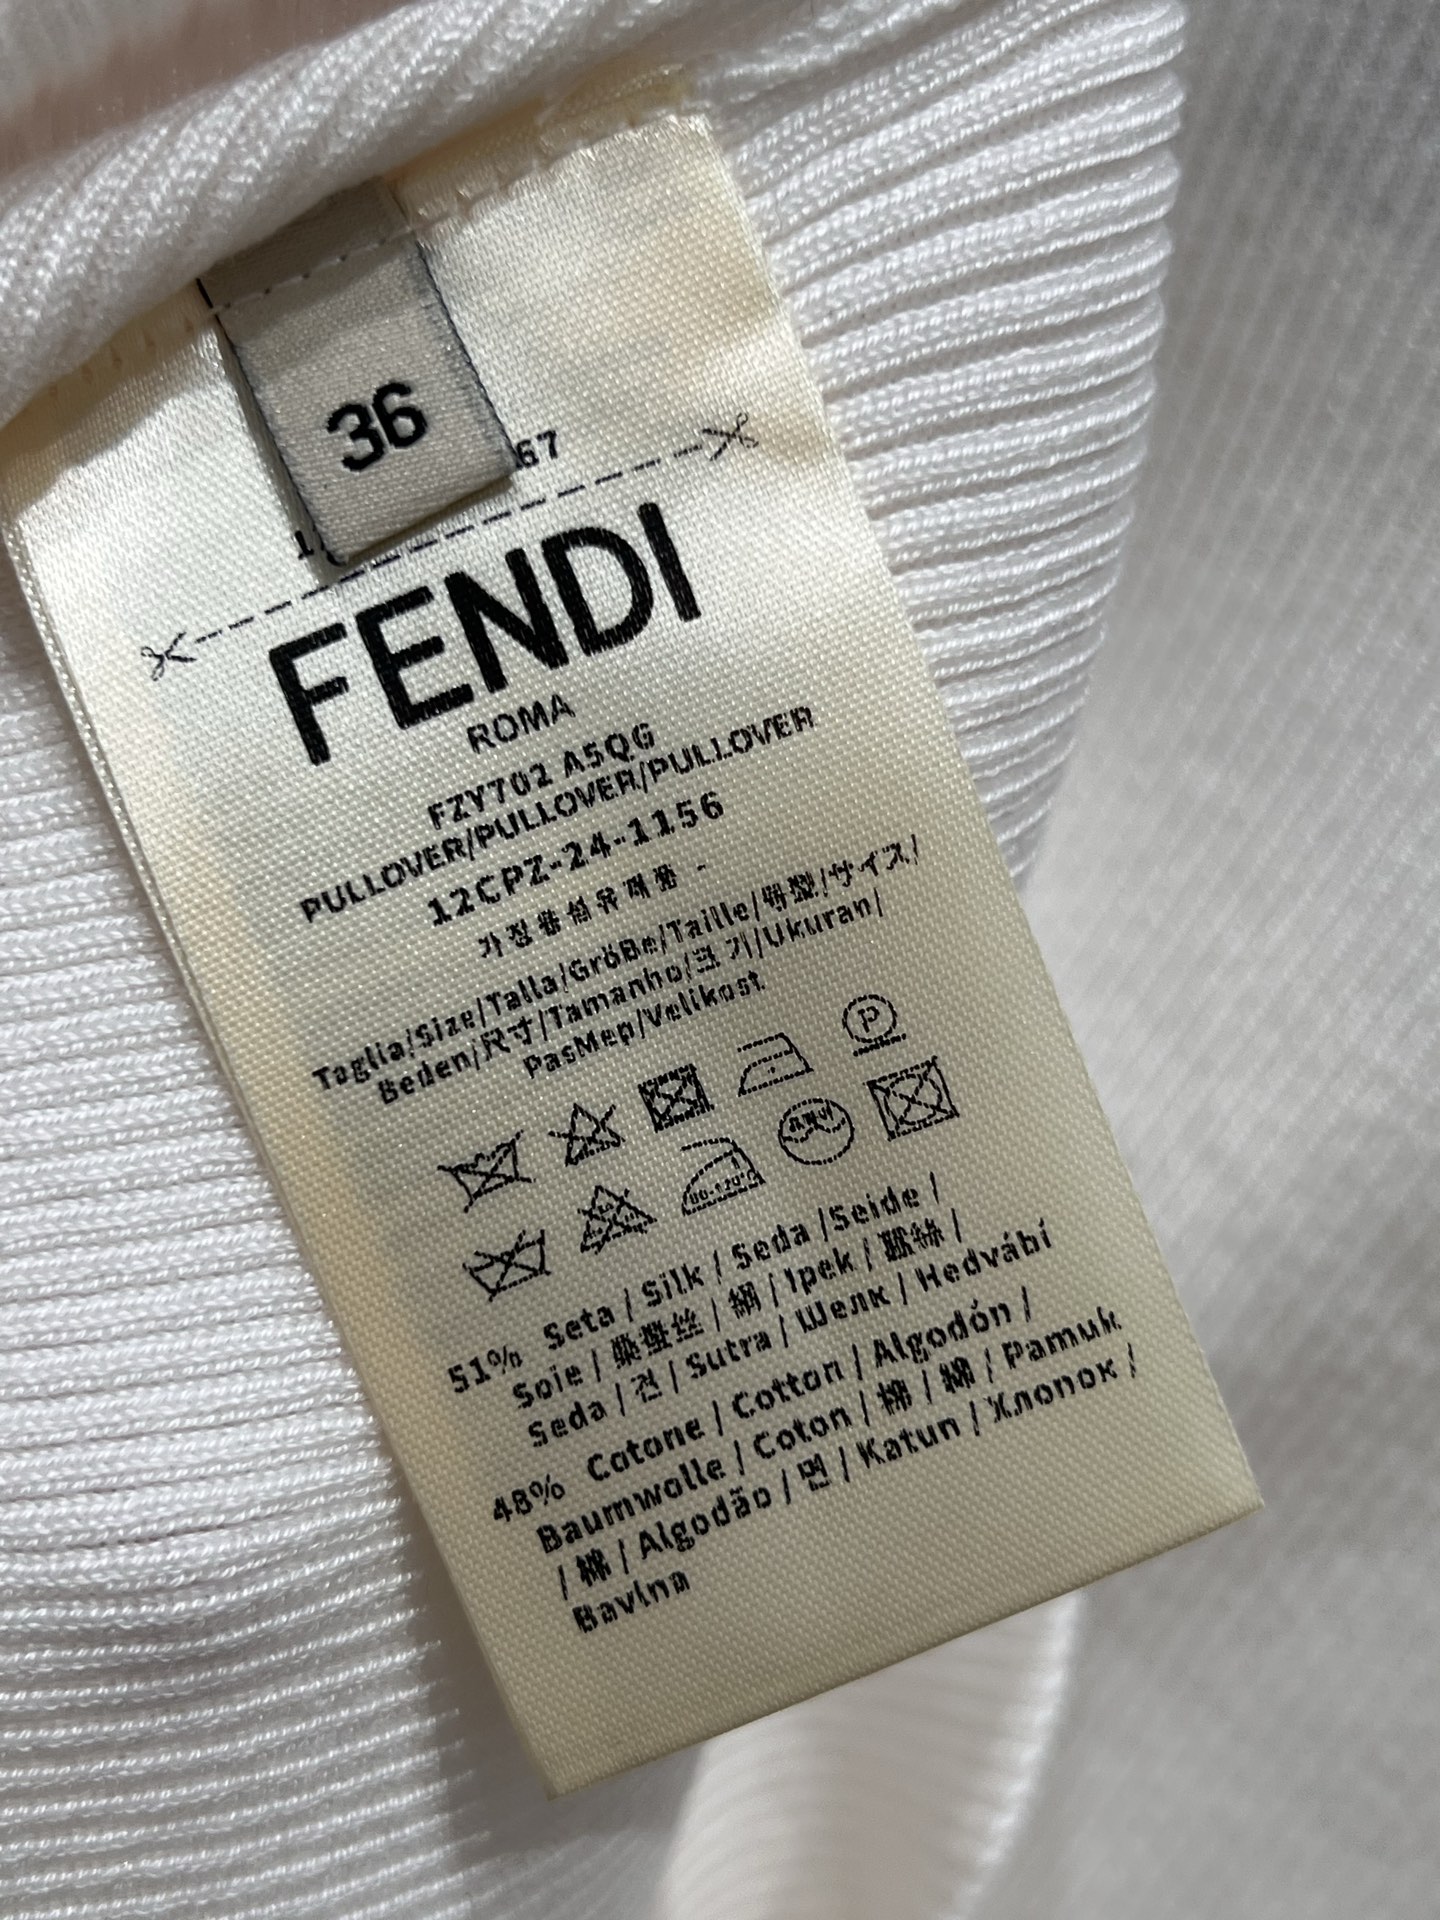 36
67
FENDI
ROMA
FZY702 A5QG
PULLOVER/PULLOVER/PULLOVER
12CPZ-24-1156
가정용섬유제품 -
Taglia/Size/Talla/GröBe/Taille/号型/サイズ/
Beden/尺寸/Tamanho/크기/Ukuran/
PasMep/Velikost
P
51% Seta / Silk / Seda /Seide /
Soie / 桑蚕丝 / 絹 / Ipek / 蠶絲 /
Seda / 견 / Sutra / Шелк / Hedvábí
48% Cotone / Cotton / Algodón /
Baumwolle / Coton / 棉 / 綿 / Pamuk
/ 棉 / Algodão / 면 / Katun / Хлопок /
Bavlna